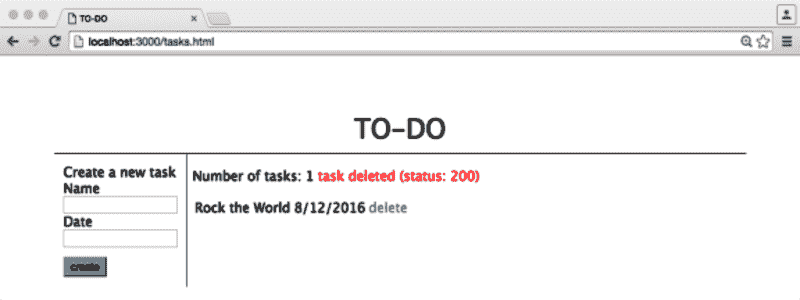 TO-DO
localhost:3000/tasks.html
TO-DO
Create a new task
Name
Date
create
Number of tasks: 1 task deleted (status: 200)
Rock the World 8/12/2016 delete